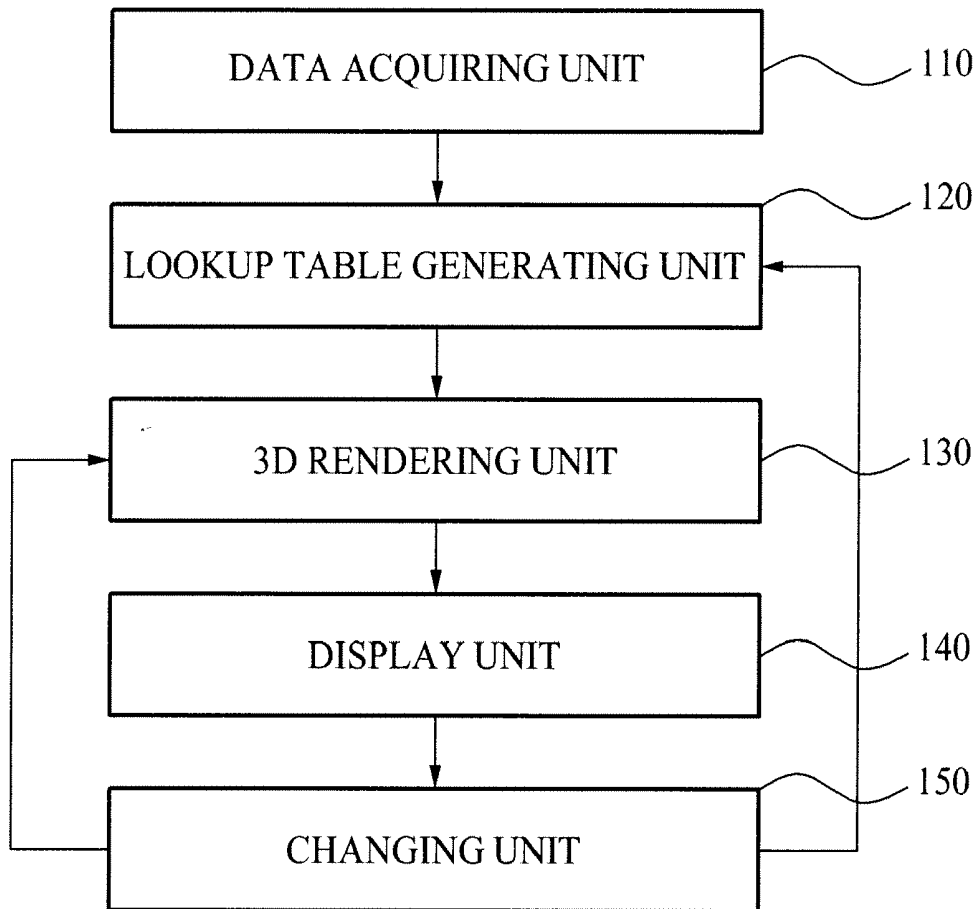 DATA ACQUIRING UNIT
110
120
LOOKUP TABLE GENERATING UNIT
3D RENDERING UNIT
130
DISPLAY UNIT
140
150
CHANGING UNIT